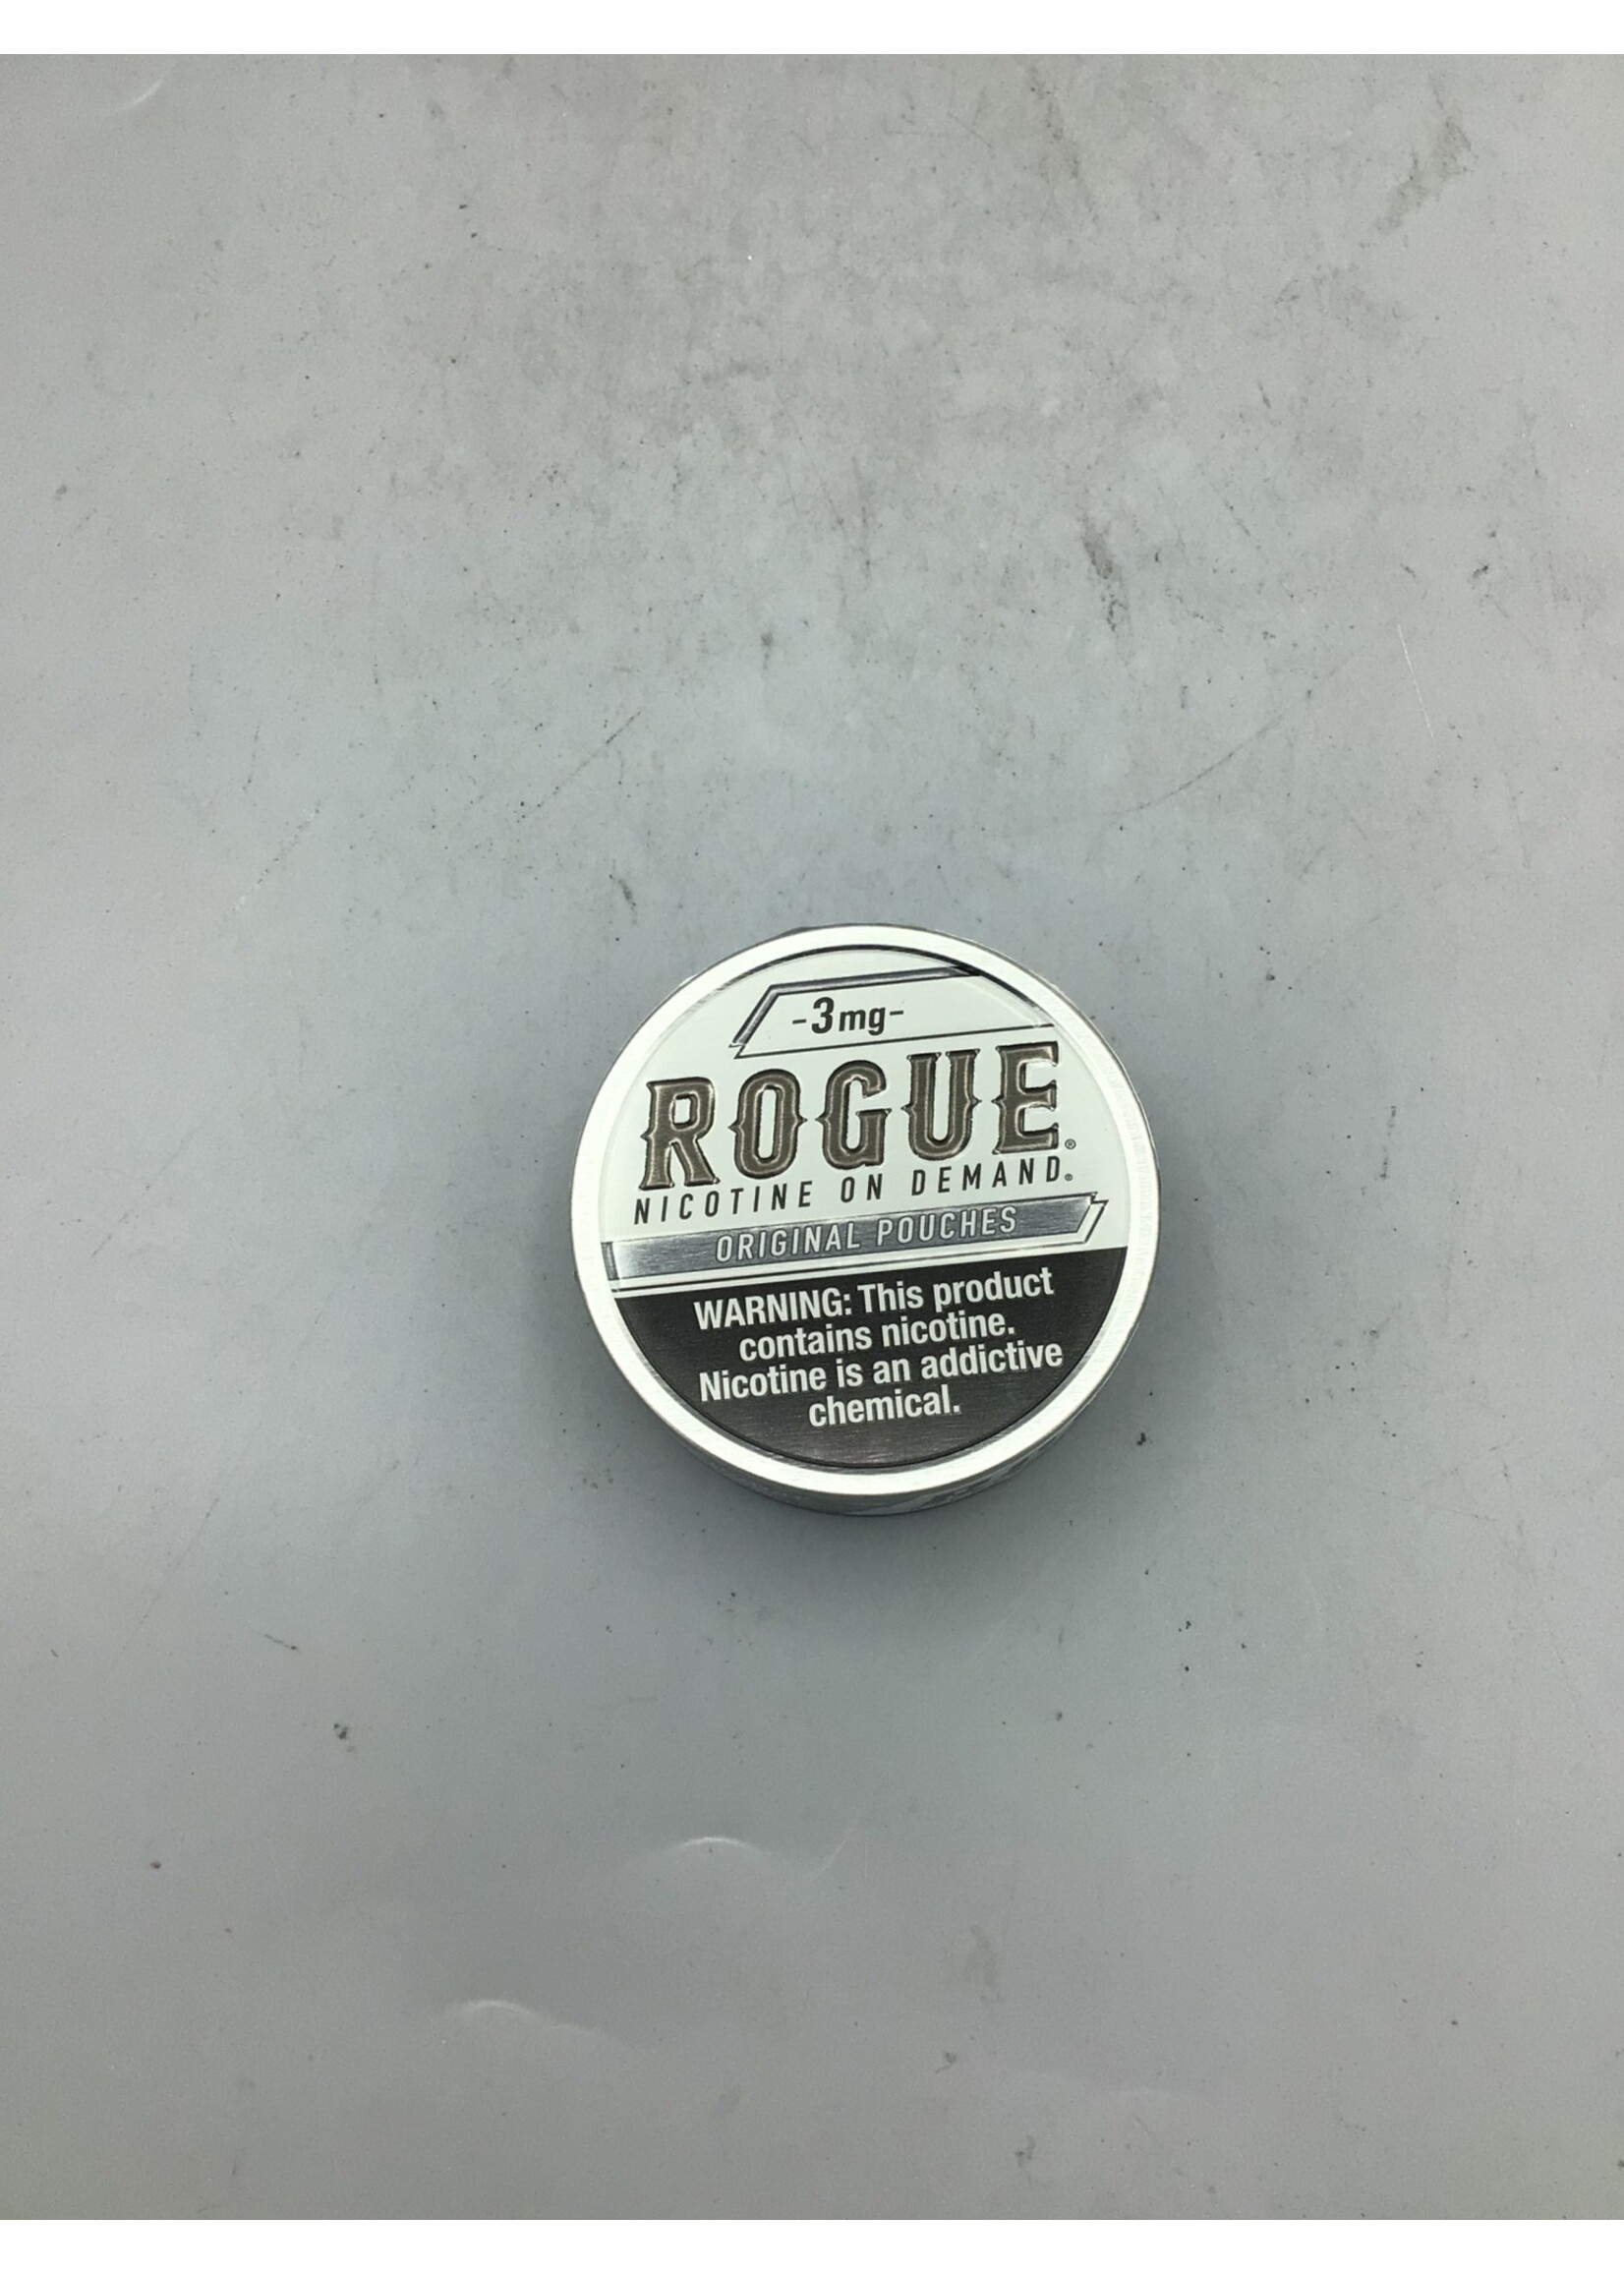 -3mg-
ROGUE®
NICOTINE ON DEMAND®
ORIGINAL POUCHES
WARNING: This product
contains nicotine.
Nicotine is an addictive
chemical.